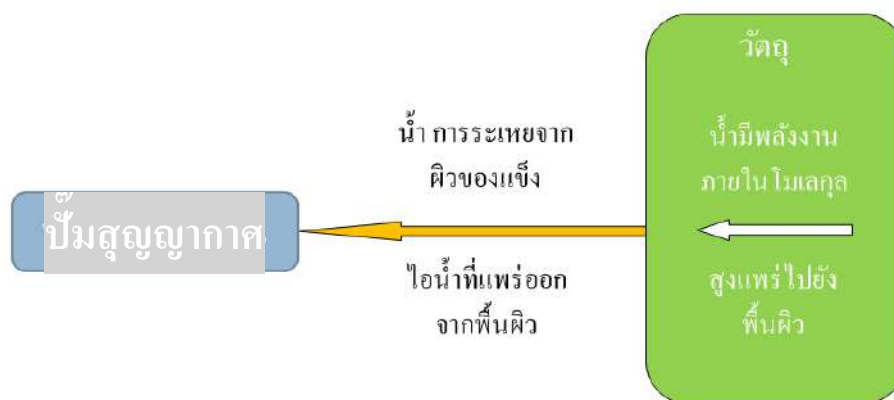 วัตถุ
น้ำ การระเหยจาก
ผิวของแข็ง
น้ำมีพลังงาน
ภายใน โมเลกุล
ปั๊มสุญญากาศ
ไอน้ำที่แพร่ออก
จากพื้นผิว
สูงแพร่ไปยัง
พื้นผิว